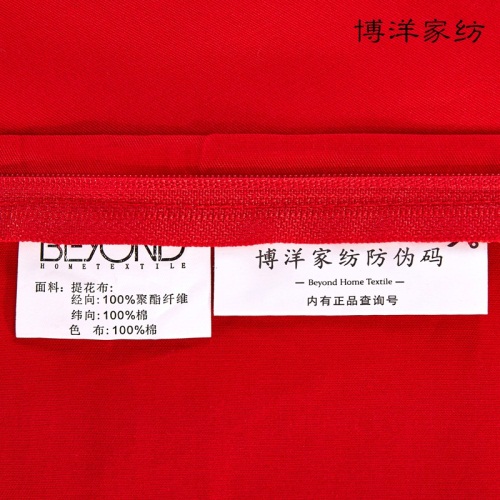 博洋家纺
BEYOND
HOMETEXTILE
面料：提花布：
经向：100%聚酯纤维
纬向：100%棉
色 布：100%棉
博洋家纺防伪码
Beyond Home Textile
内有正品查询号